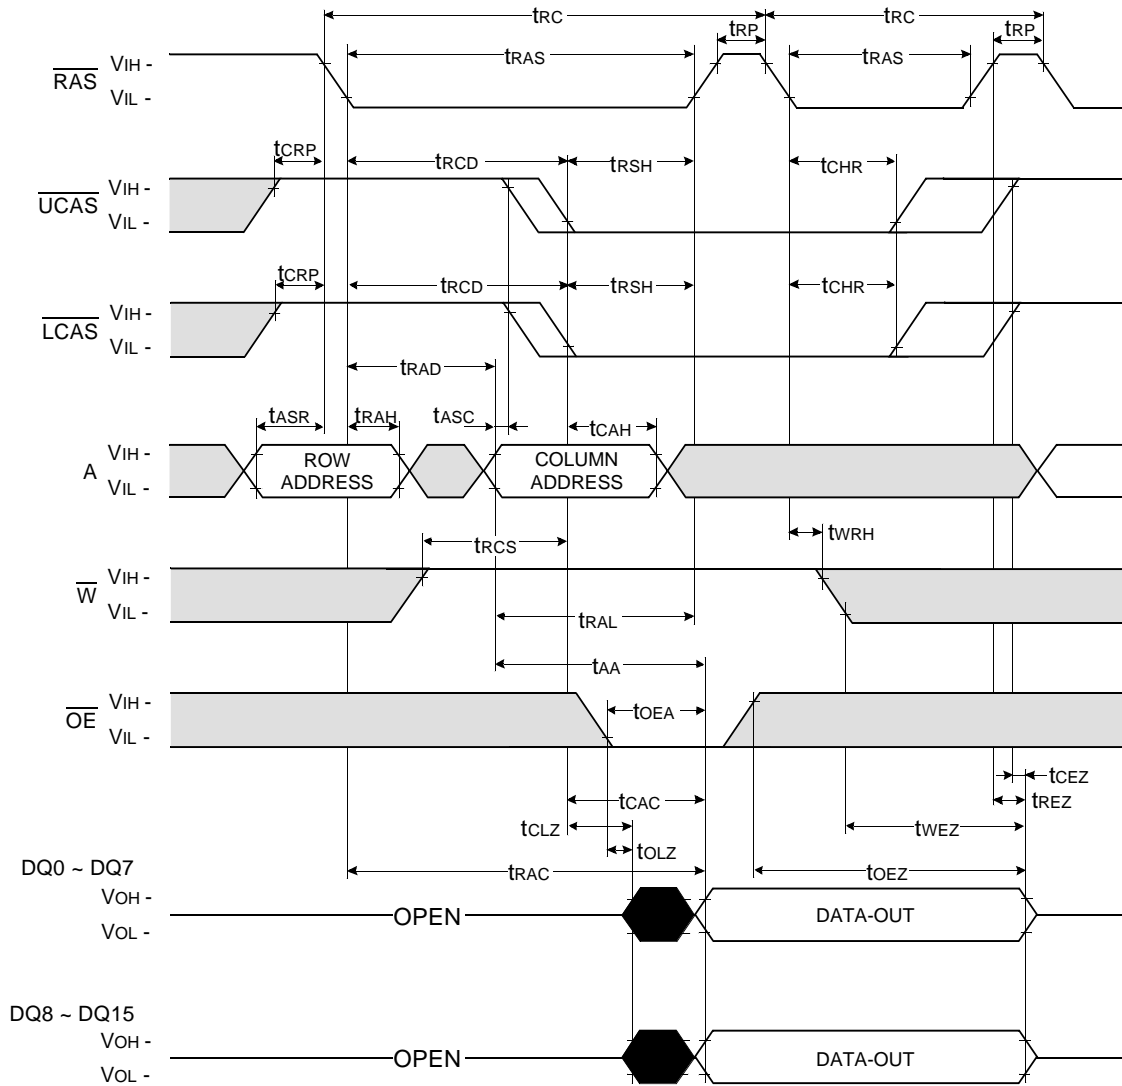 tRC tRC
tRP tRP
tRAS tRAS
RAS VIH -
VIL -
tCRP tRCD tRSH tCHR
UCAS VIH -
VIL -
tCRP tRCD tRSH tCHR
LCAS VIH -
VIL -
tRAD
tASR tRAH tASC tCAH
A VIH -
VIL -
ROW
ADDRESS
COLUMN
ADDRESS
tWRH
tRCS
W VIH -
VIL -
tRAL
tAA
OE VIH -
VIL -
tOEA
tCEZ
tCAC tREZ
tCLZ tWEZ
tOLZ
DQ0 ~ DQ7 tRAC tOEZ
VOH -
VOL -
OPEN DATA-OUT
DQ8 ~ DQ15
VOH -
VOL -
OPEN DATA-OUT